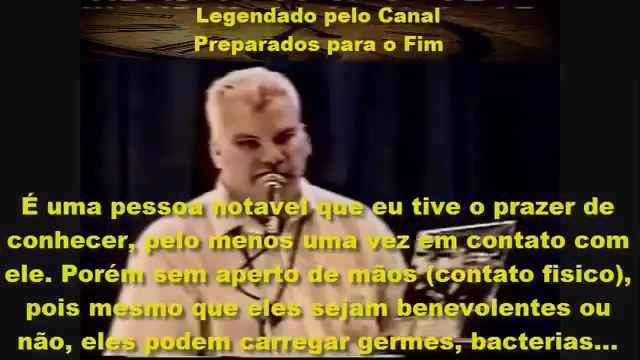 Legendado pelo Canal
Preparados para o Fim
É uma pessoa notavel que eu tive o prazer de
conhecer, pelo menos uma vez em contato com
ele. Porém sem aperto de mãos (contato fisico),
pois mesmo que eles sejam benevolentes ou
não, eles podem carregar germes, bacterias...